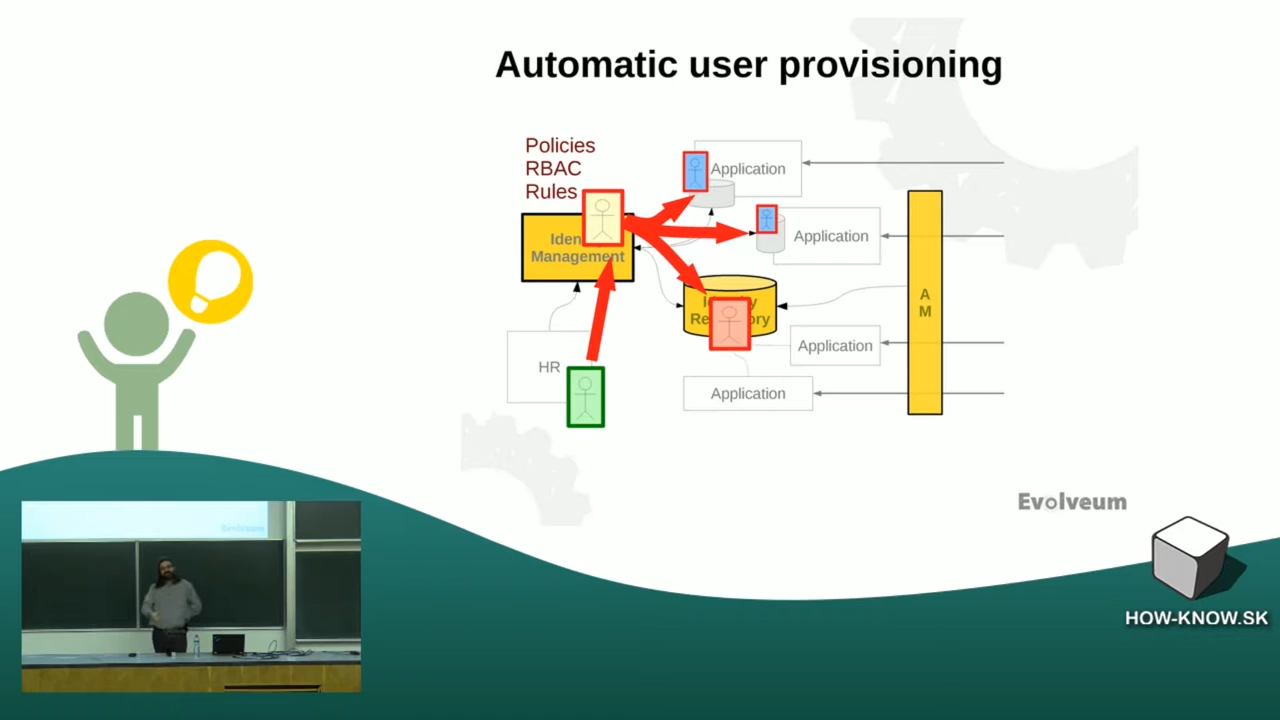 Automatic user provisioning
Policies
RBAC
Rules
Application
Application
Management
HR
A
M
Application
Application
Evolveum
HOW-KNOW.SK